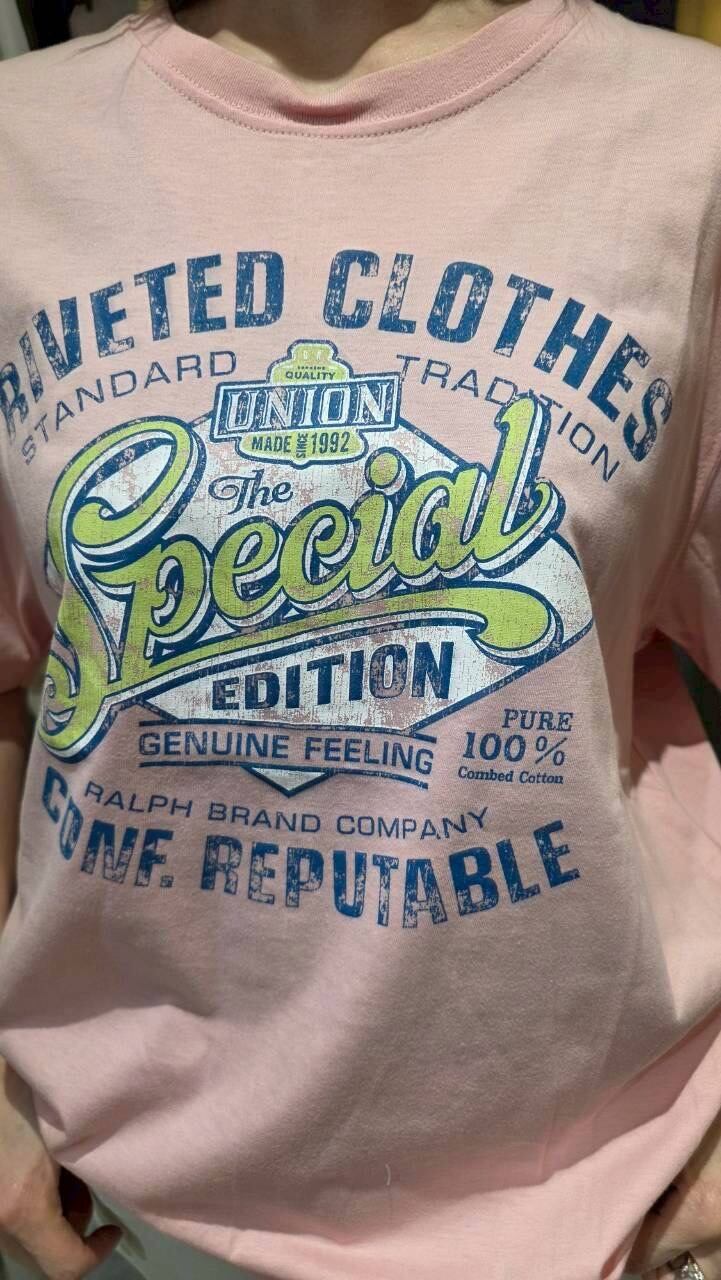 RIVETED CLOTHES
STANDARD TRADITION
GENUINE
QUALITY
UNION
MADE SINCE 1992
The
Special
EDITION
GENUINE FEELING
PURE
100%
Combed Cotton
RALPH BRAND COMPANY
CONF. REPUTABLE